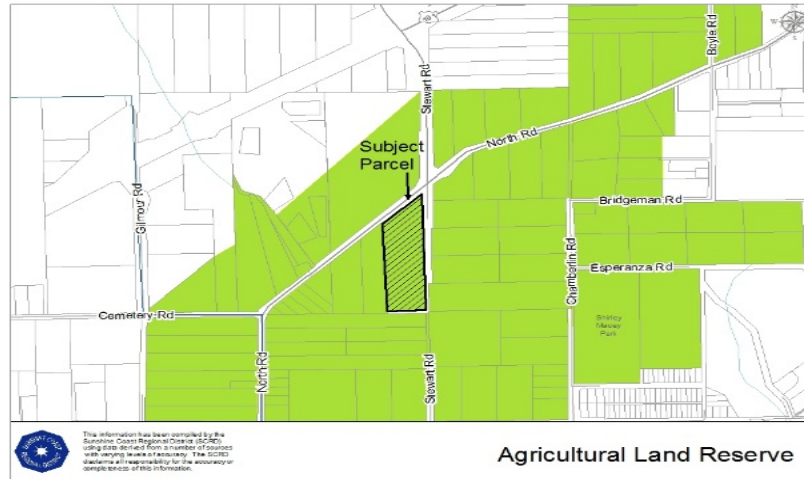 Boyle Rd
Stewart Rd
North Rd
Subject
Parcel
Gilmour Rd
Bridgeman Rd
Chamberlin Rd
Esperanza Rd
Cemetery Rd
Shirley
Macey
Park
North Rd
Stewart Rd
This information has been compiled by the
Sunshine Coast Regional District (SCRD)
using data derived from a number of sources
with varying levels of accuracy. The SCRD
disclaims all responsibility for the accuracy or
completeness of this information.
Agricultural Land Reserve